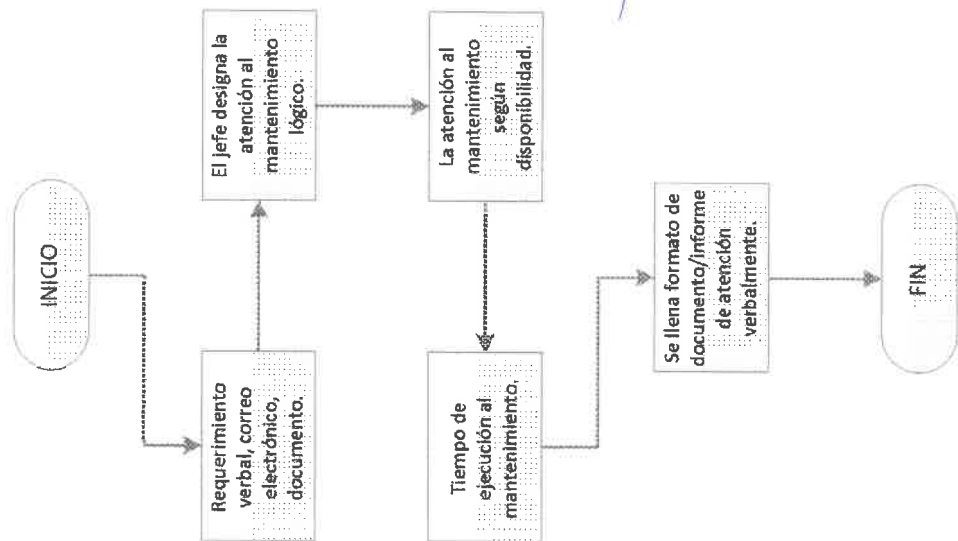 INICIO
Requerimiento
verbal, correo
electrónico,
documento.
El jefe designa la
atención al
mantenimiento
lógico.
La atención al
mantenimiento
según
disponibilidad.
Tiempo de
ejecución al
mantenimiento.
Se llena formato de
documento/informe
de atención
verbalmente.
FIN